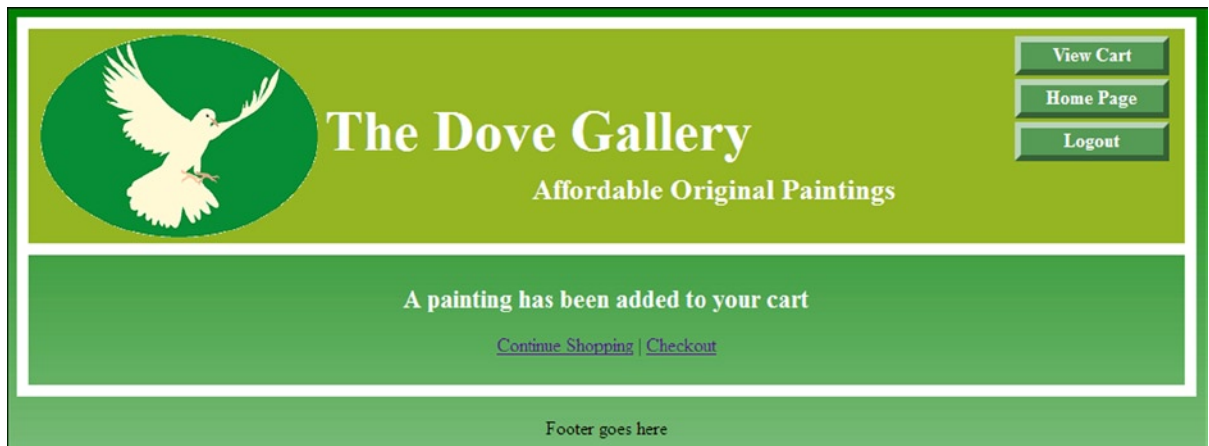 View Cart
Home Page
Logout
The Dove Gallery
Affordable Original Paintings
A painting has been added to your cart
Continue Shopping | Checkout
Footer goes here